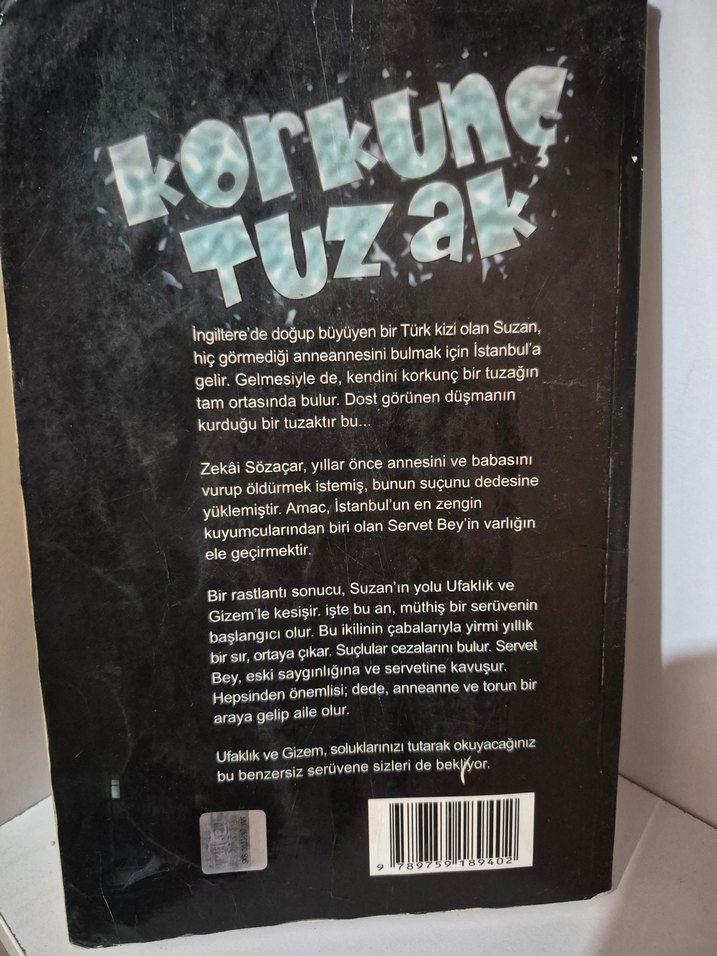 korkunç
TUZak
İngiltere'de doğup büyüyen bir Türk kizi olan Suzan,
hiç görmediği anneannesini bulmak için İstanbul'a
gelir. Gelmesiyle de, kendini korkunç bir tuzağın
tam ortasında bulur. Dost görünen düşmanın
kurduğu bir tuzaktır bu...
Zekâi Sözaçar, yıllar önce annesini ve babasını
vurup öldürmek istemiş, bunun suçunu dedesine
yüklemiştir. Amac, İstanbul'un en zengin
kuyumcularından biri olan Servet Bey'in varlığın
ele geçirmektir.
Bir rastlantı sonucu, Suzan'ın yolu Ufaklık ve
Gizem'le kesişir. işte bu an, müthiş bir serüvenin
başlangıcı olur. Bu ikilinin çabalarıyla yirmi yıllık
bir sır, ortaya çıkar. Suçlular cezalarını bulur. Servet
Bey, eski saygınlığına ve servetine kavuşur.
Hepsinden önemlisi; dede, anneanne ve torun bir
araya gelip aile olur.
Ufaklık ve Gizem, soluklarınızı tutarak okuyacağınız
bu benzersiz serüvene sizleri de bekliyor.
9 789759 189402